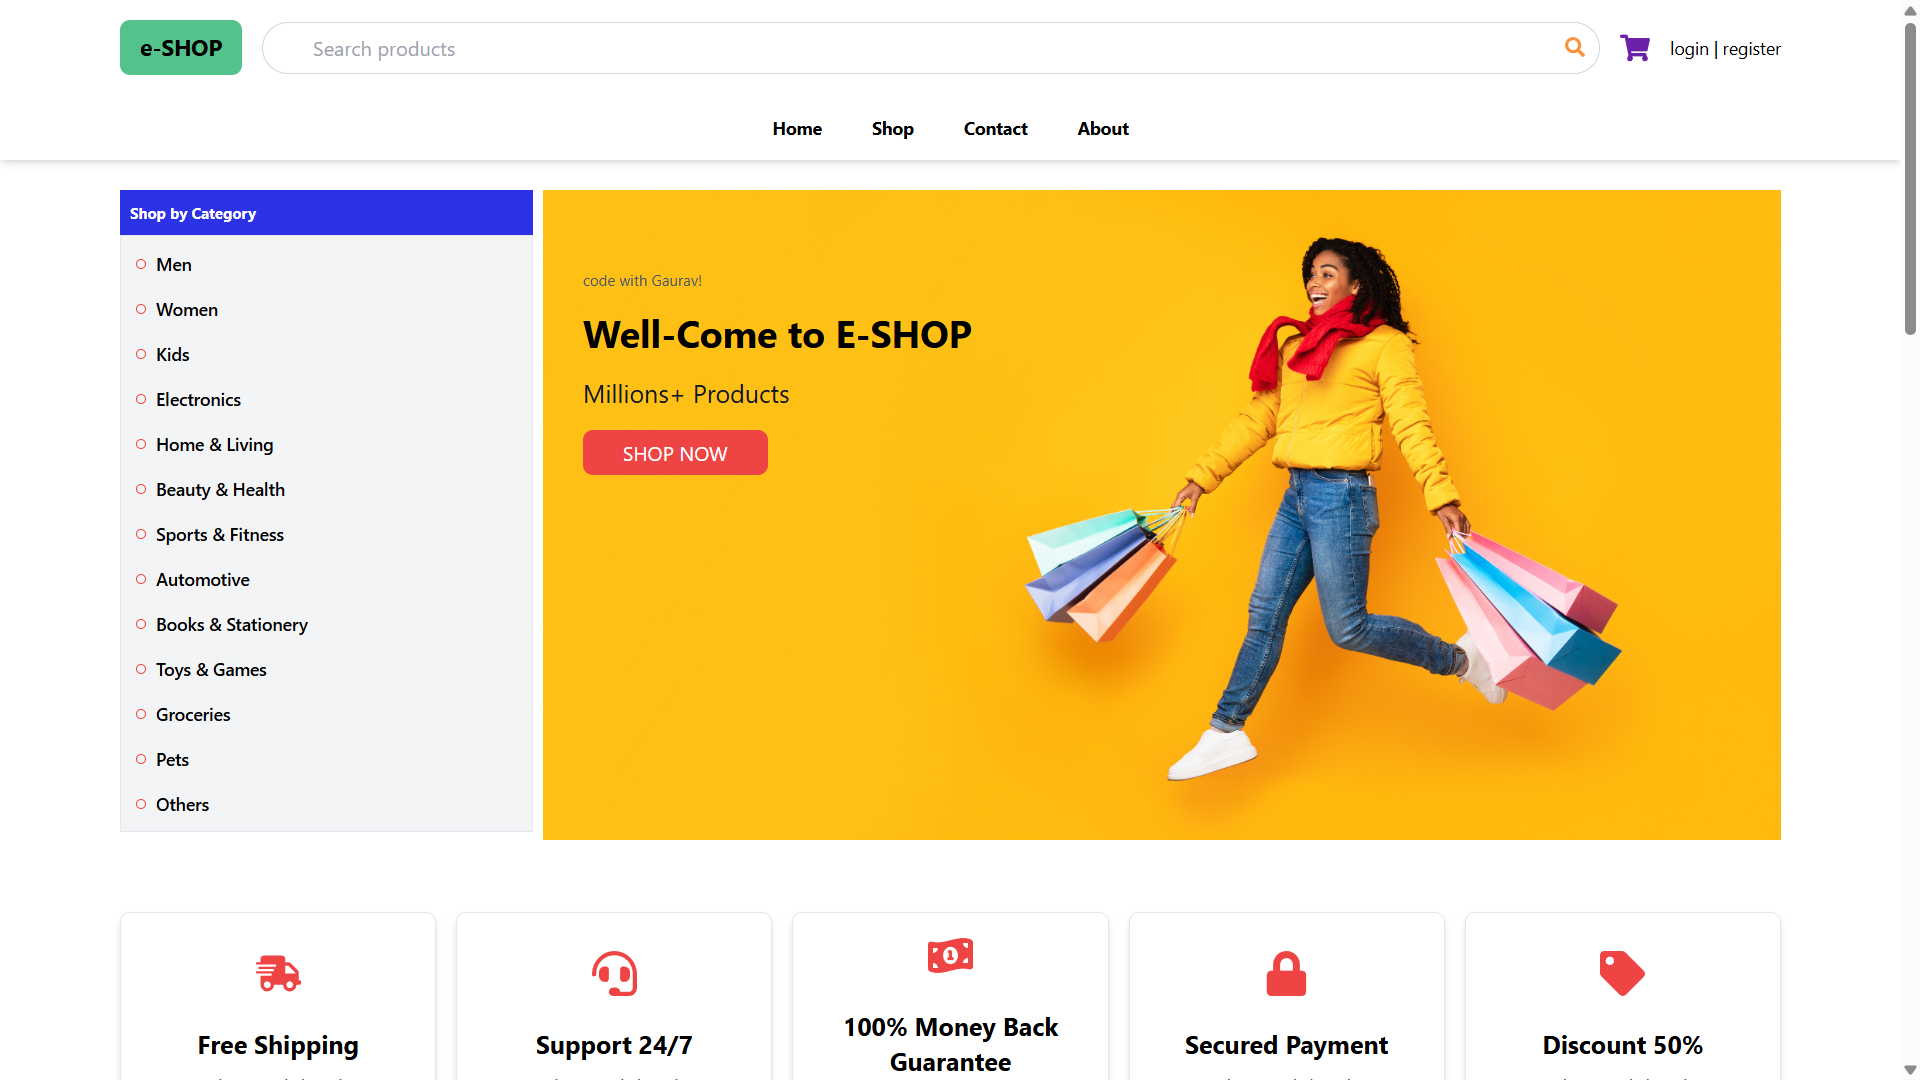 e-SHOP
Search products
login | register
Home
Shop
Contact
About
Shop by Category
Men
Women
Kids
Electronics
Home & Living
Beauty & Health
Sports & Fitness
Automotive
Books & Stationery
Toys & Games
Groceries
Pets
Others
code with Gaurav!
Well-Come to E-SHOP
Millions+ Products
SHOP NOW
Free Shipping
Support 24/7
100% Money Back
Guarantee
Secured Payment
Discount 50%